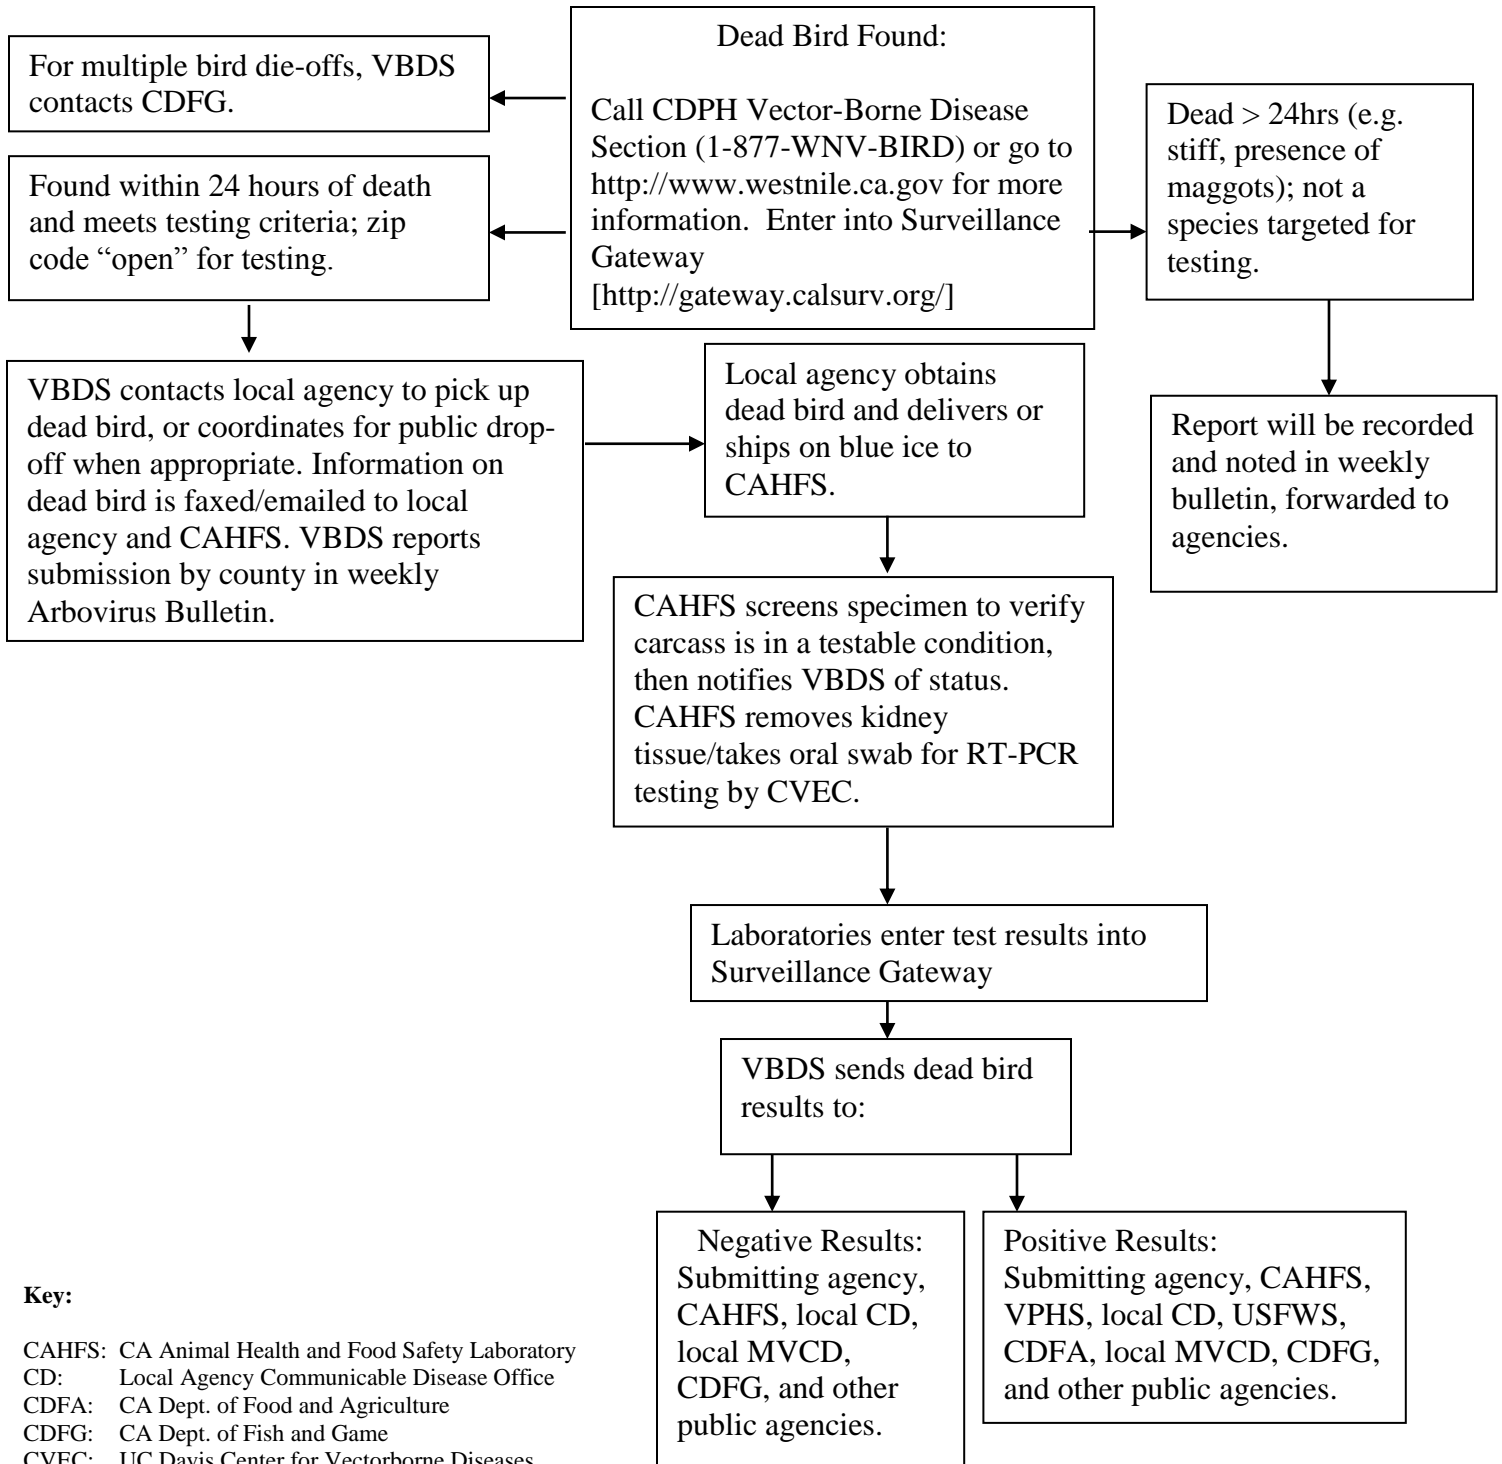 Dead Bird Found:
Call CDPH Vector-Borne Disease
Section (1-877-WNV-BIRD) or go to
http://www.westnile.ca.gov for more
information.  Enter into Surveillance
Gateway
[http://gateway.calsurv.org/]
For multiple bird die-offs, VBDS
contacts CDFG.
Found within 24 hours of death
and meets testing criteria; zip
code “open” for testing.
Dead > 24hrs (e.g.
stiff, presence of
maggots); not a
species targeted for
testing.
VBDS contacts local agency to pick up
dead bird, or coordinates for public drop-
off when appropriate. Information on
dead bird is faxed/emailed to local
agency and CAHFS. VBDS reports
submission by county in weekly
Arbovirus Bulletin.
Local agency obtains
dead bird and delivers or
ships on blue ice to
CAHFS.
Report will be recorded
and noted in weekly
bulletin, forwarded to
agencies.
CAHFS screens specimen to verify
carcass is in a testable condition,
then notifies VBDS of status.
CAHFS removes kidney
tissue/takes oral swab for RT-PCR
testing by CVEC.
Laboratories enter test results into
Surveillance Gateway
VBDS sends dead bird
results to:
Negative Results:
Submitting agency,
CAHFS, local CD,
local MVCD,
CDFG, and other
public agencies.
Positive Results:
Submitting agency, CAHFS,
VPHS, local CD, USFWS,
CDFA, local MVCD, CDFG,
and other public agencies.
Key:
CAHFS: CA Animal Health and Food Safety Laboratory
CD: Local Agency Communicable Disease Office
CDFA: CA Dept. of Food and Agriculture
CDFG: CA Dept. of Fish and Game
CVEC: UC Davis Center for Vectorborne Diseases